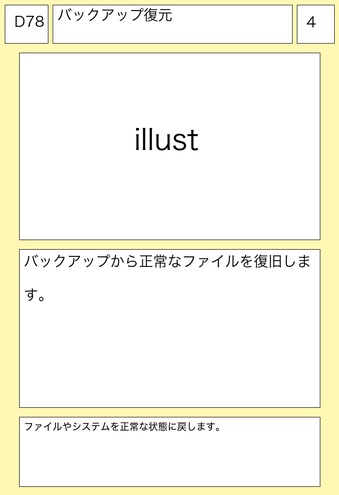 D78
バックアップ復元
4
illust
バックアップから正常なファイルを復旧しま
す。
ファイルやシステムを正常な状態に戻します。